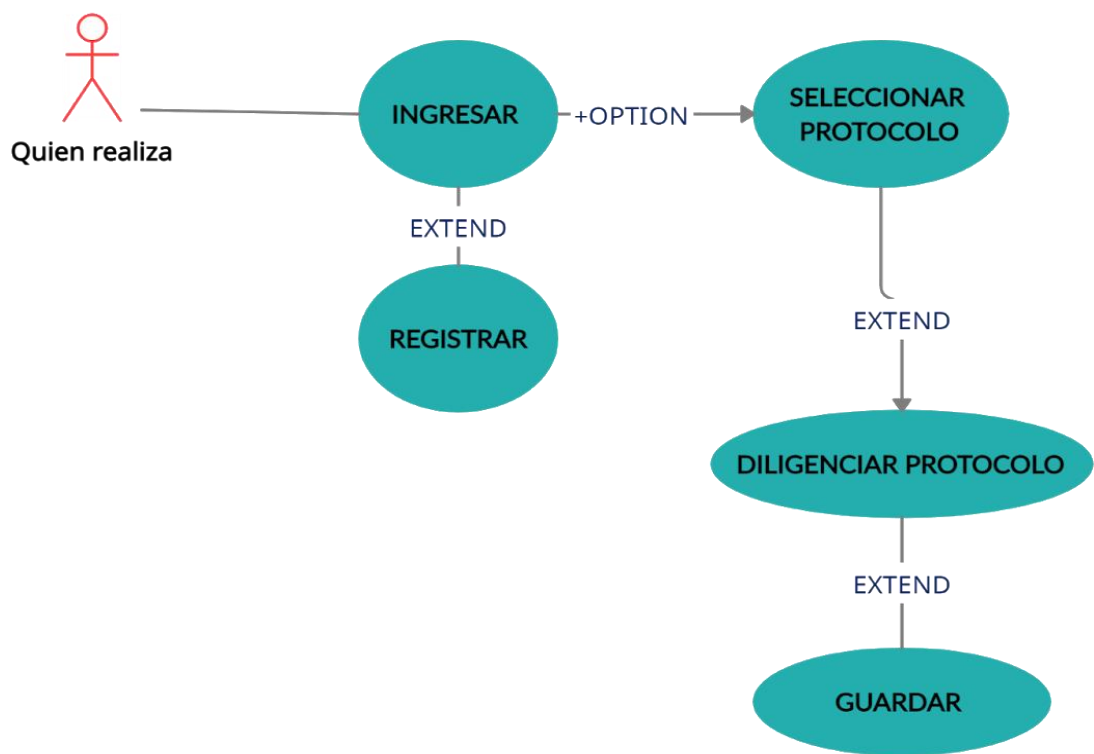 INGRESAR
+OPTION
SELECCIONAR
PROTOCOLO
Quien realiza
EXTEND
REGISTRAR
EXTEND
DILIGENCIAR PROTOCOLO
EXTEND
GUARDAR